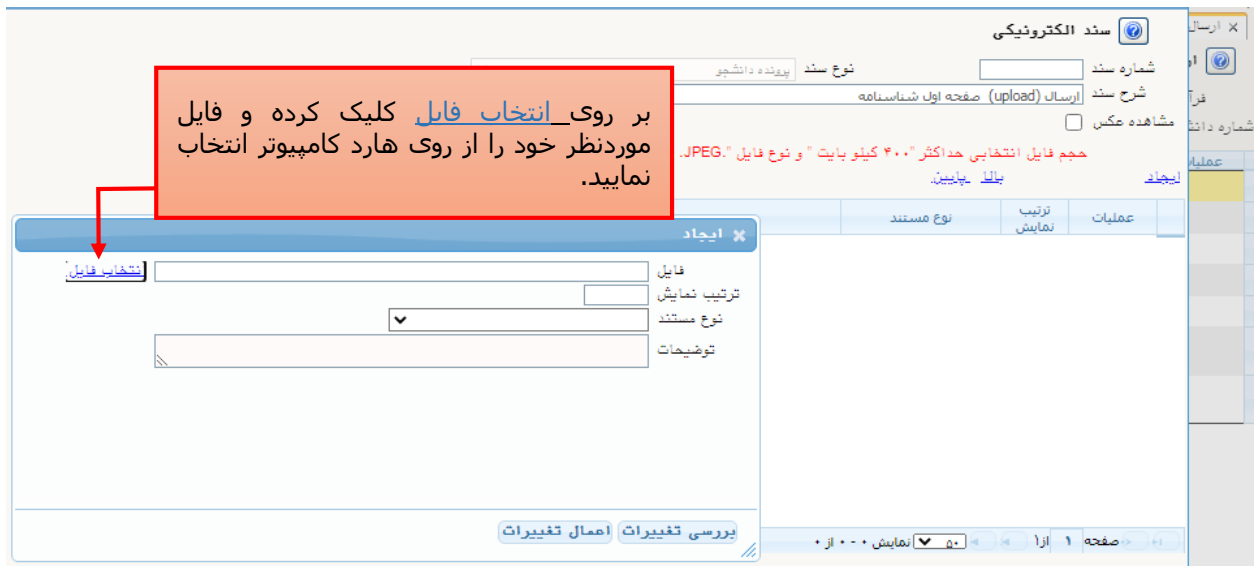 سند الکترونیکی
× ارسال
شماره سند
نوع سند پرونده دانشجو
شرح سند ارسال (upload) صفحه اول شناسنامه
مشاهده عکس
حجم فایل انتخابی حداکثر "۴۰۰ کیلو بایت " و نوع فایل ".JPEG.
ایجاد بالا پایین
عملیات
ترتیب نمایش
نوع مستند
بر روی انتخاب فایل کلیک کرده و فایل
موردنظر خود را از روی هارد کامپیوتر انتخاب
نمایید.
ایجاد
فایل انتخاب فایل
ترتیب نمایش
نوع مستند
توضیحات
بررسی تغییرات اعمال تغییرات
صفحه ۱ از۱ ۵۰ نمایش ۰ - ۰ از ۰
شماره دانش